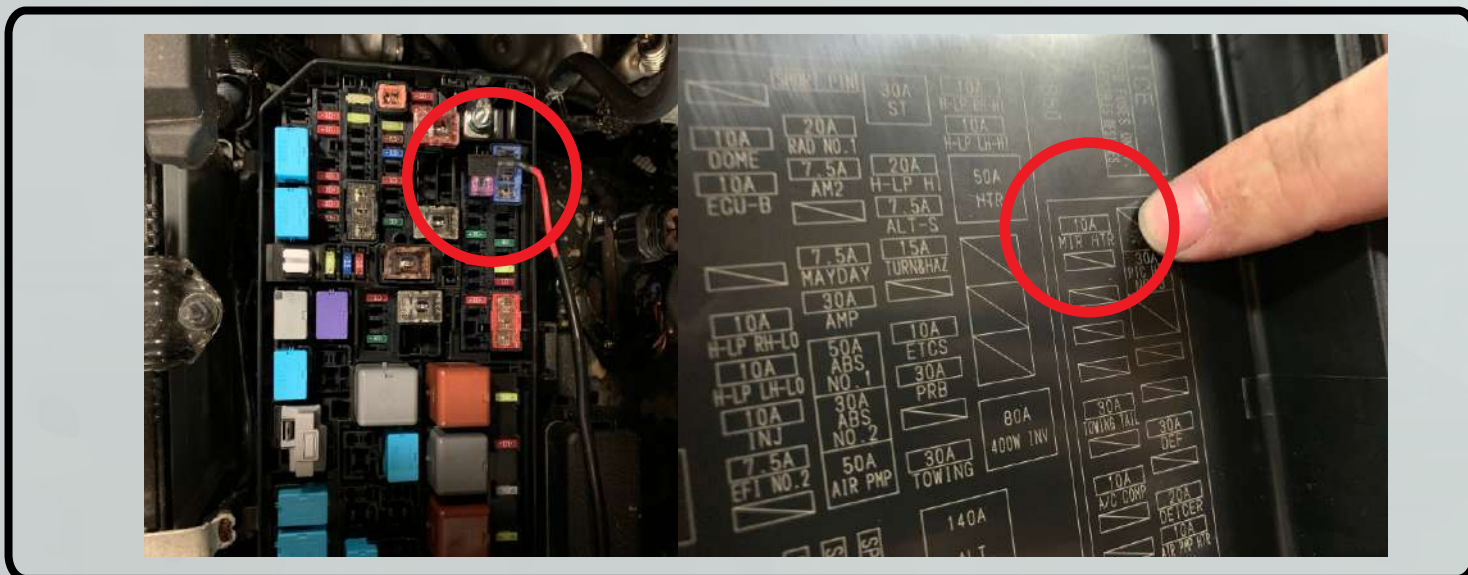 SHORT PIN
30A
ST
10A
H-LP RH-HI
10A
DOME
20A
RAD NO.1
10A
H-LP LH-HI
10A
ECU-B
7.5A
AM2
20A
H-LP HI
50A
HTR
7.5A
ALT-S
7.5A
MAYDAY
15A
TURN&HAZ
30A
AMP
10A
H-LP RH-LO
50A
ABS
NO.1
10A
ETCS
10A
H-LP LH-LO
30A
ABS
NO.2
30A
PRB
10A
INJ
80A
400W INV
7.5A
EFI NO.2
50A
AIR PMP
30A
TOWING
140A
ALT
10A
MIR HTR
30A
30A
TOWING TAIL
30A
DEF
10A
A/C COMP
20A
DEICER
10A
AIR PMP HTR